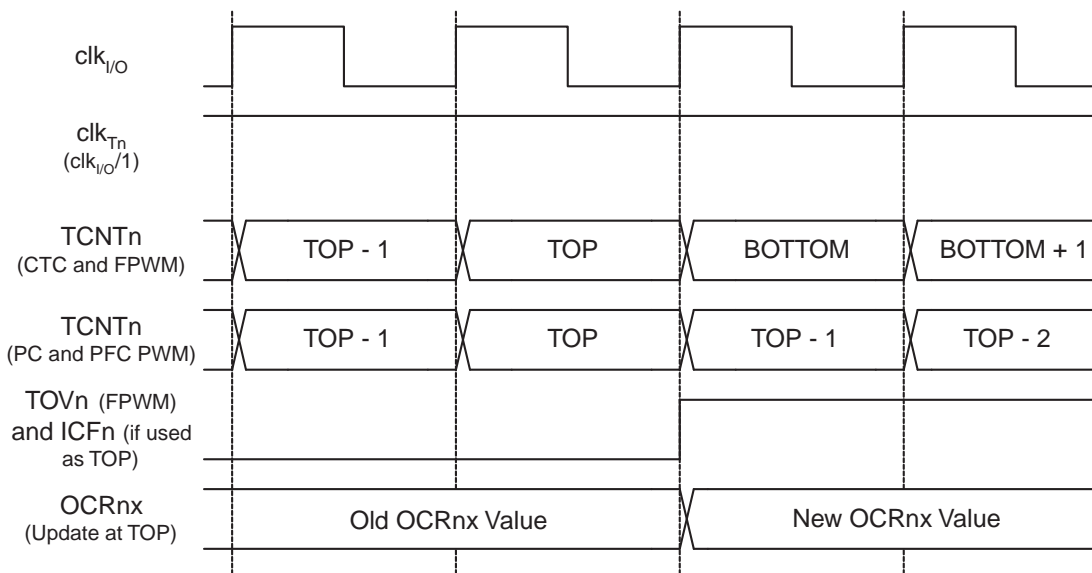 clkI/O
clkTn
(clkI/O/1)
TCNTn
(CTC and FPWM)
TOP - 1
TOP
BOTTOM
BOTTOM + 1
TCNTn
(PC and PFC PWM)
TOP - 1
TOP
TOP - 1
TOP - 2
TOVn (FPWM)
and ICFn (if used
as TOP)
OCRnx
(Update at TOP)
Old OCRnx Value
New OCRnx Value